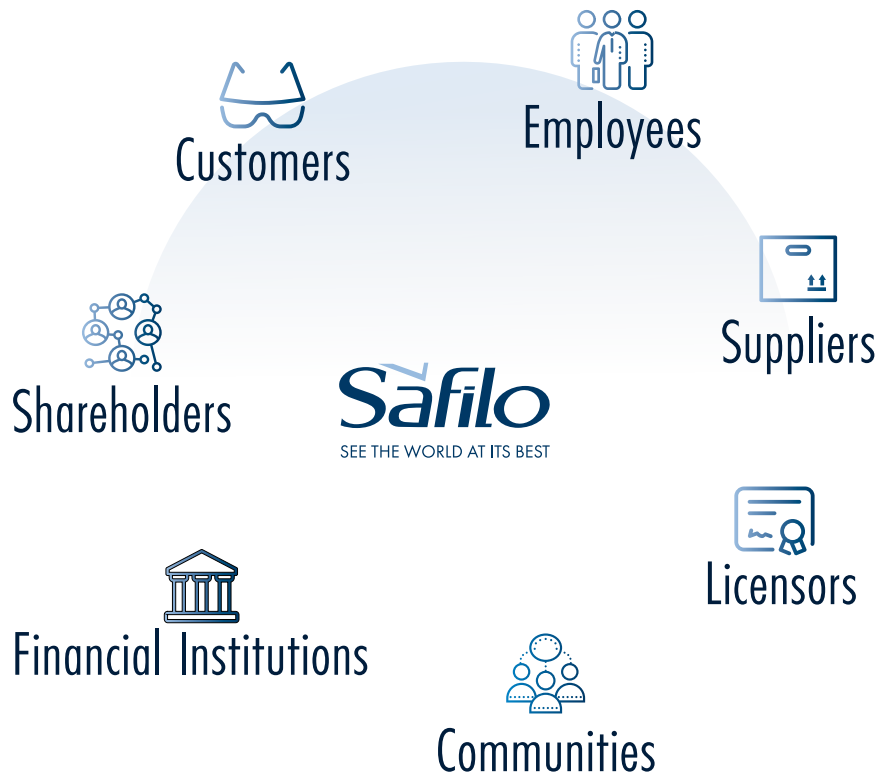 Employees
Customers
Suppliers
Shareholders
Safilo
SEE THE WORLD AT ITS BEST
Licensors
Financial Institutions
Communities